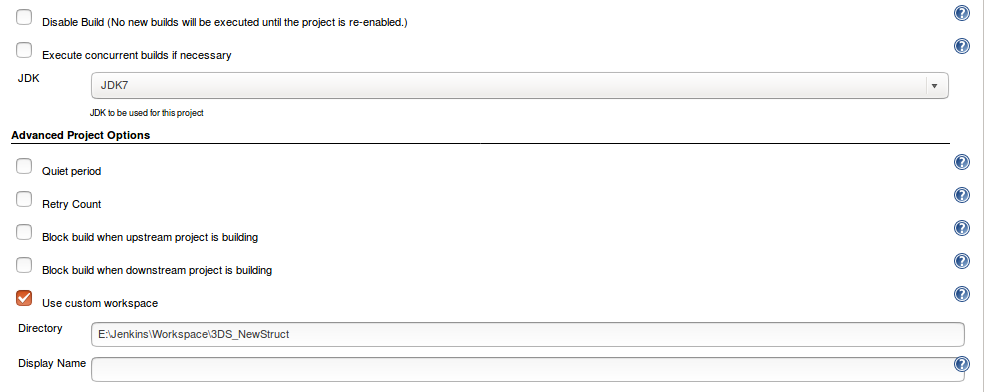 Disable Build (No new builds will be executed until the project is re-enabled.)
Execute concurrent builds if necessary
JDK
JDK7
JDK to be used for this project
Advanced Project Options
Quiet period
Retry Count
Block build when upstream project is building
Block build when downstream project is building
Use custom workspace
Directory
E:\Jenkins\Workspace\3DS_NewStruct
Display Name